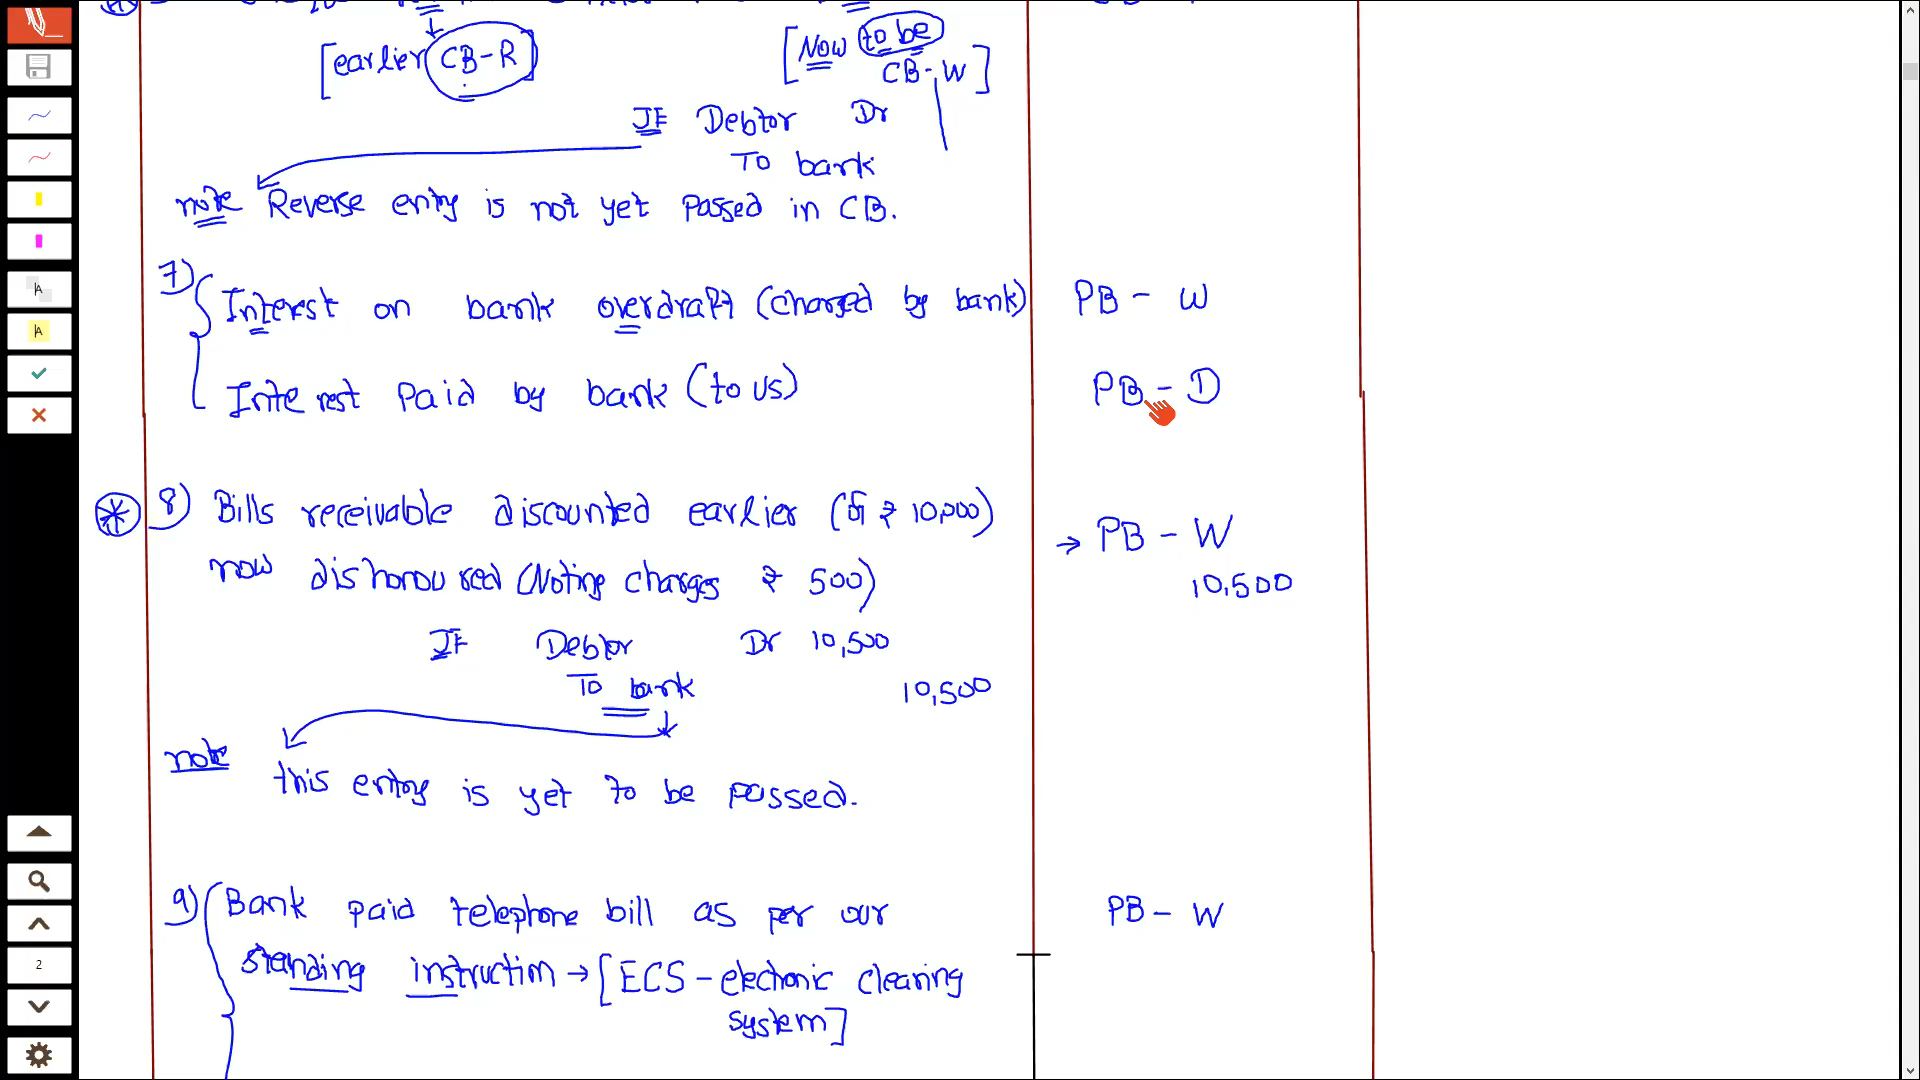 [earlier CB-R]
[Now to be
CB-W]
JE Debtor Dr
To bank
note Reverse entry is not yet passed in CB.
7) Interest on bank overdraft (charged by bank) PB - W
Interest Paid by bank (to us) PB - D
8) Bills receivable discounted earlier (of ₹ 10,000) → PB - W
now dishonoured (Noting charges ₹ 500) 10,500
JE Debtor Dr 10,500
To bank 10,500
note this entry is yet to be passed.
9) Bank paid telephone bill as per our PB - W
standing instruction → [ECS - electronic clearing
system]
2